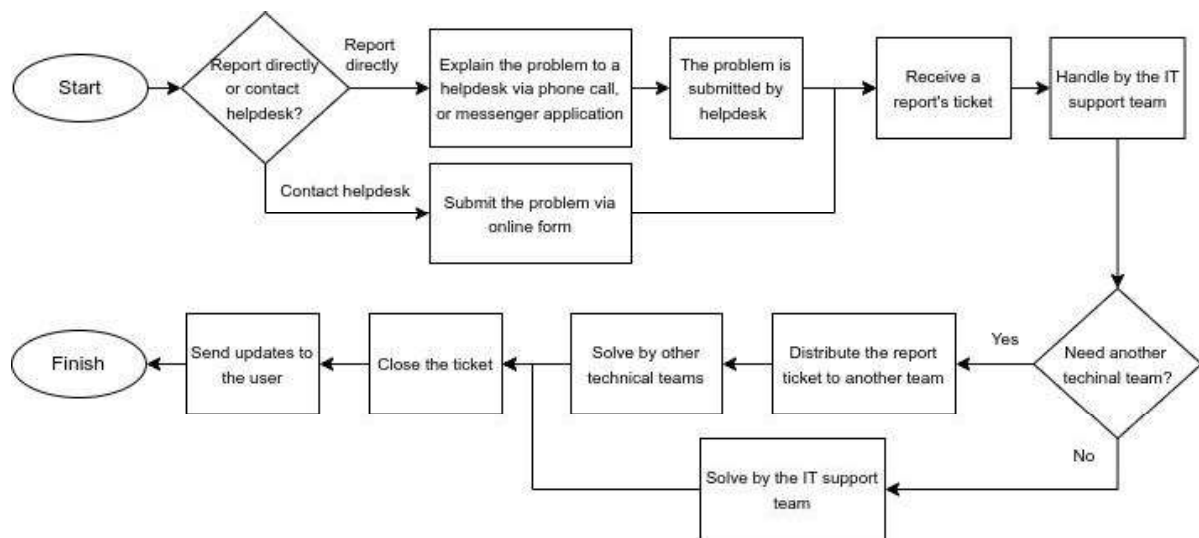 Start
Report directly
or contact
helpdesk?
Report
directly
Explain the problem to a
helpdesk via phone call,
or messenger application
The problem is
submitted by
helpdesk
Receive a
report's ticket
Handle by the IT
support team
Contact helpdesk
Submit the problem via
online form
Need another
techinal team?
Yes
Distribute the report
ticket to another team
Solve by other
technical teams
Close the ticket
Send updates to
the user
Finish
No
Solve by the IT support
team